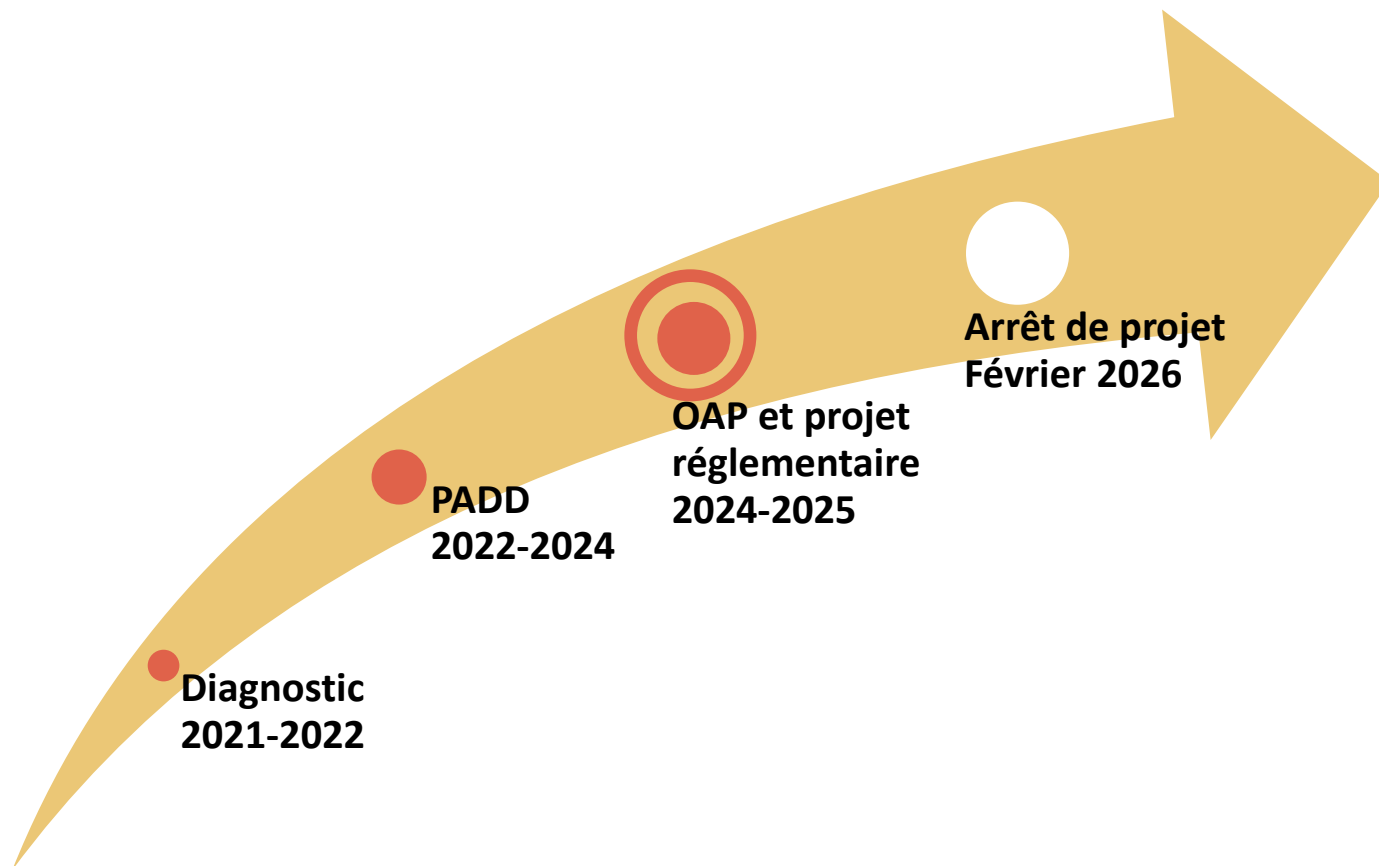 Diagnostic
2021-2022
PADD
2022-2024
OAP et projet
réglementaire
2024-2025
Arrêt de projet
Février 2026